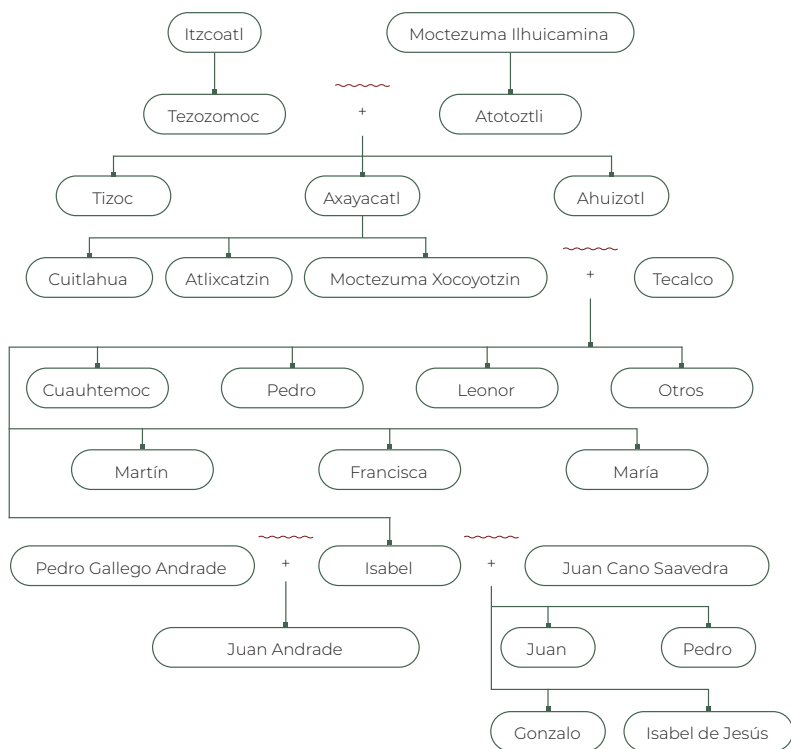 Itzcoatl
Moctezuma Ilhuicamina
Tezozomoc
+
Atotoztli
Tizoc
Axayacatl
Ahuizotl
Cuitlahua
Atlixcatzin
Moctezuma Xocoyotzin
+
Tecalco
Cuauhtemoc
Pedro
Leonor
Otros
Martín
Francisca
María
Pedro Gallego Andrade
+
Isabel
+
Juan Cano Saavedra
Juan Andrade
Juan
Pedro
Gonzalo
Isabel de Jesús